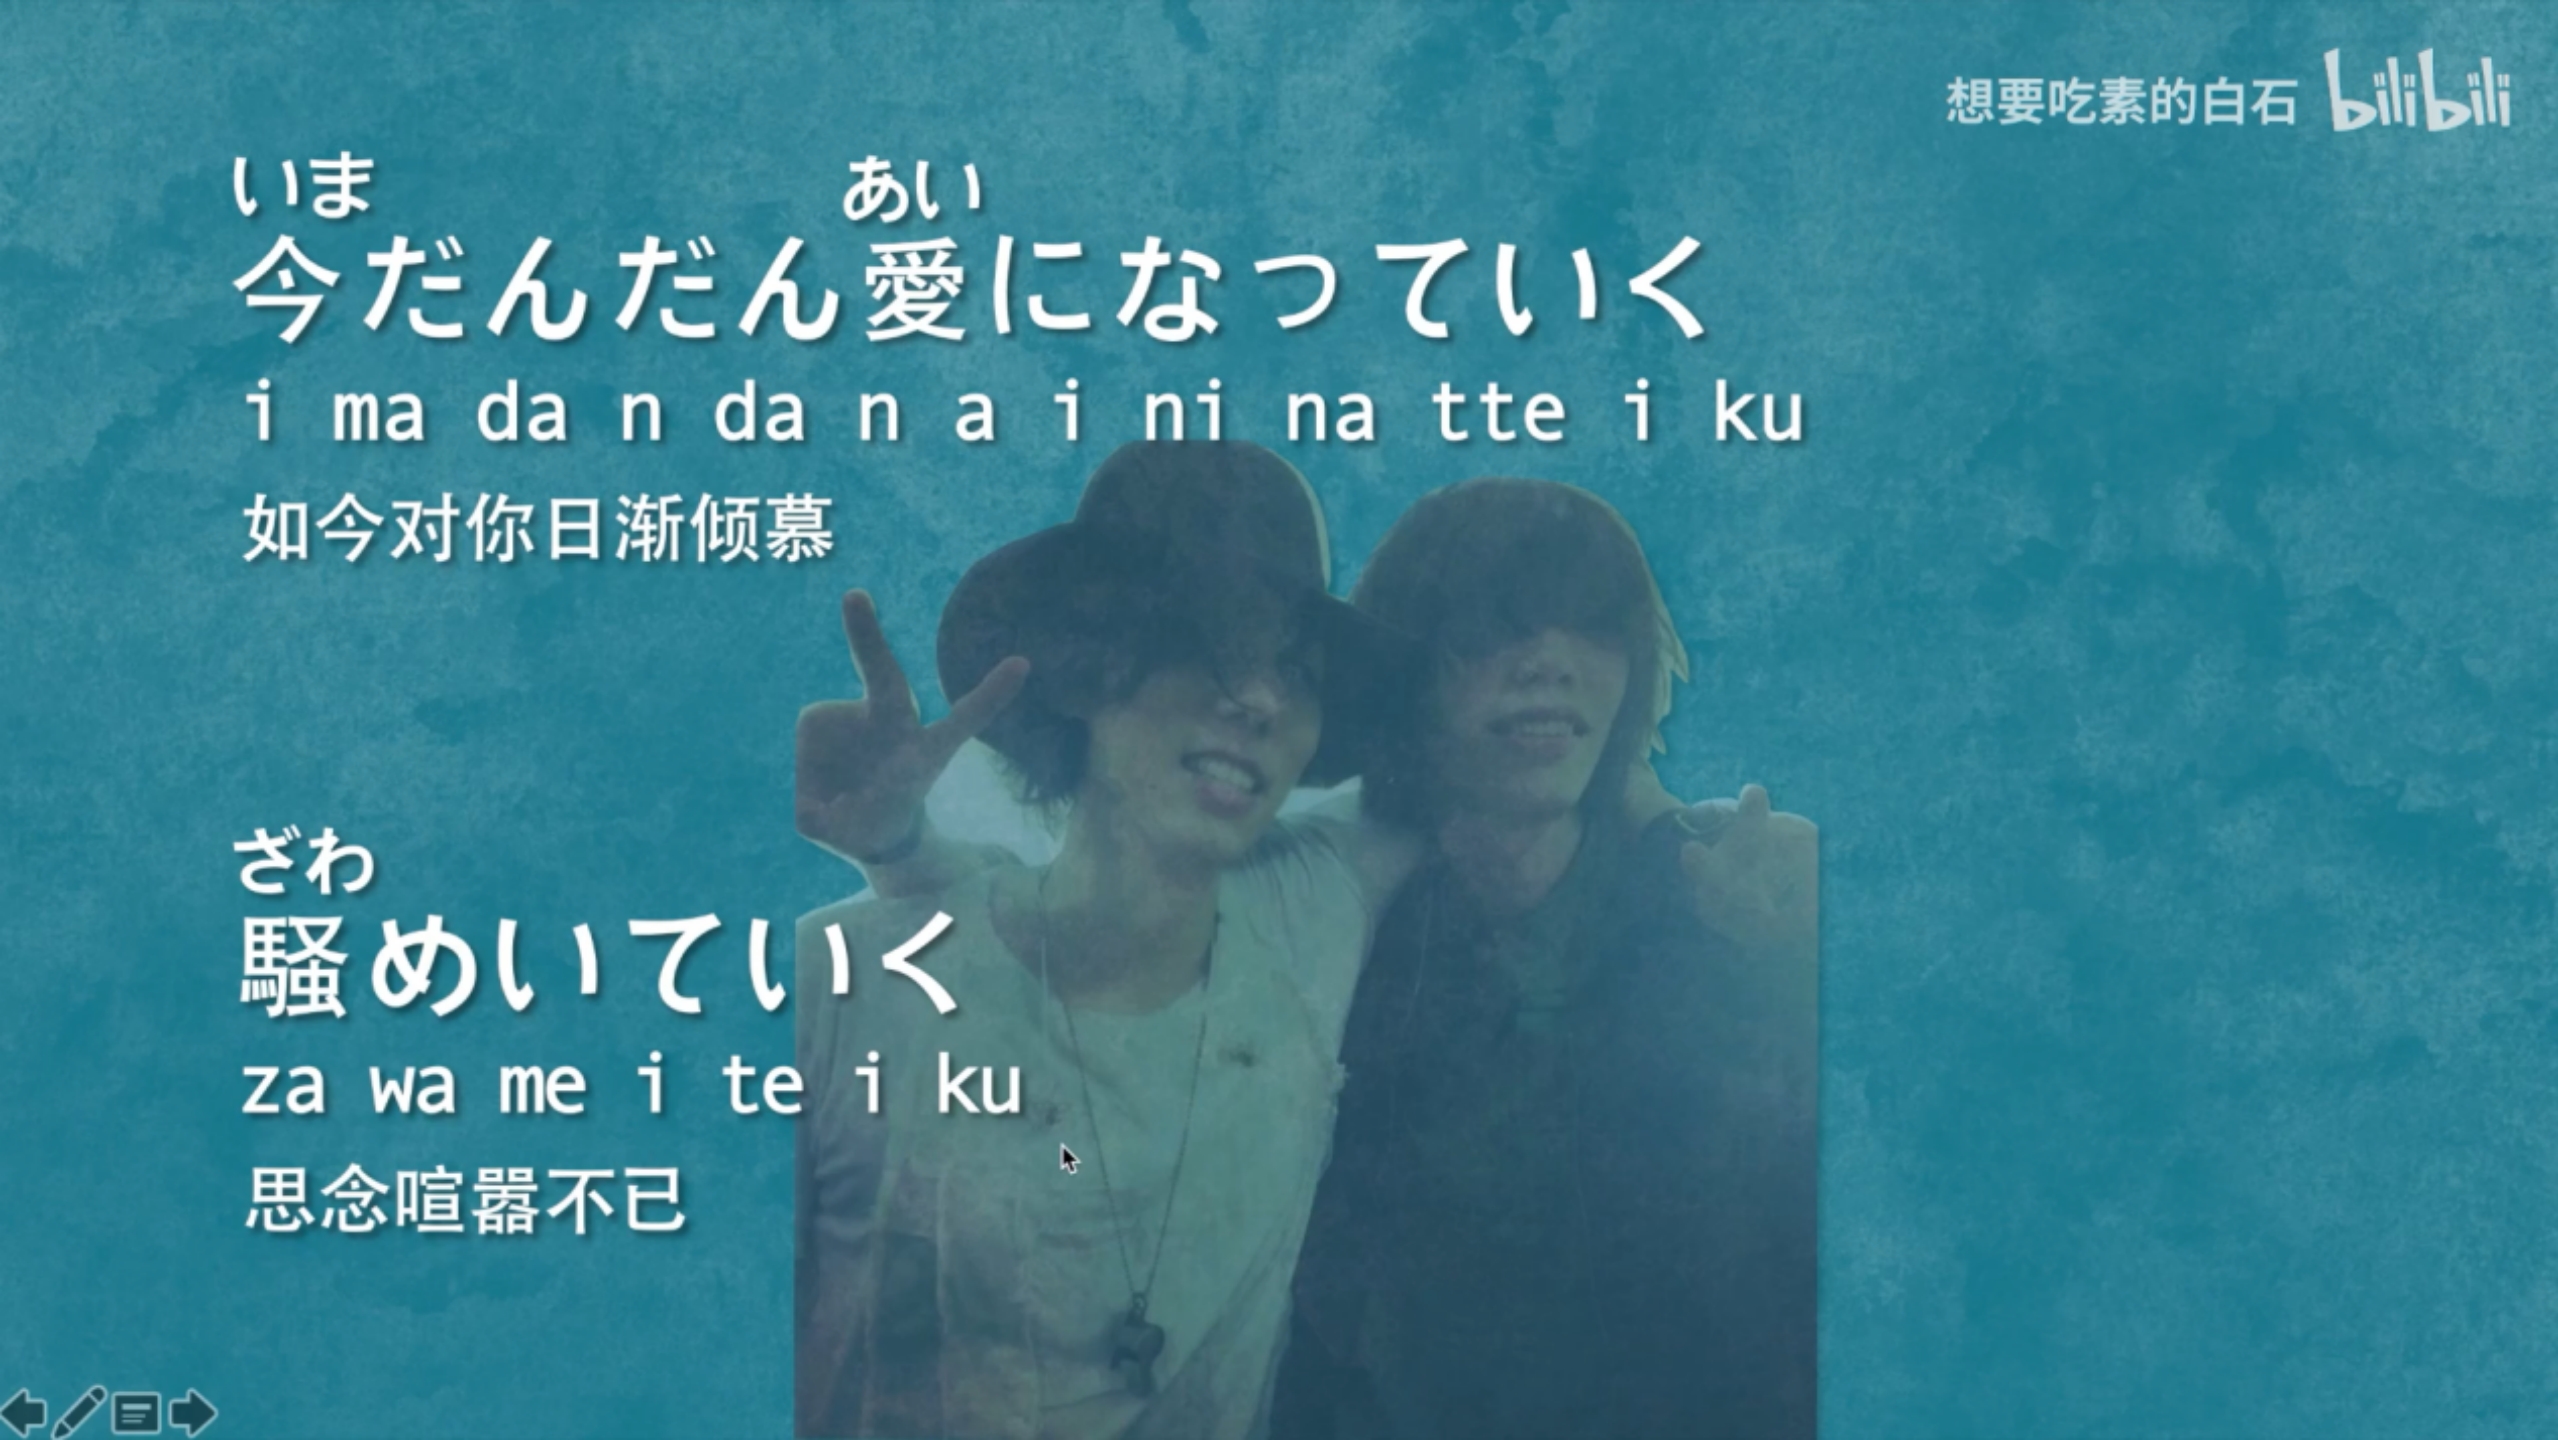 想要吃素的白石 bilibili
いま あい
今だんだん愛になっていく
i ma da n da n a i ni na tte i ku
如今对你日渐倾慕
ざわ
騒めいていく
za wa me i te i ku
思念喧嚣不已